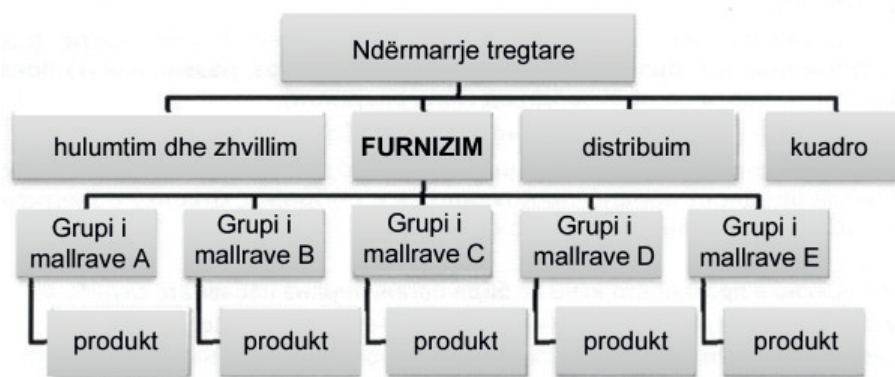 Ndërmarrje tregtare
hulumtim dhe zhvillim
FURNIZIM
distribuim
kuadro
Grupi i
mallrave A
Grupi i
mallrave B
Grupi i
mallrave C
Grupi i
mallrave D
Grupi i
mallrave E
produkt
produkt
produkt
produkt
produkt